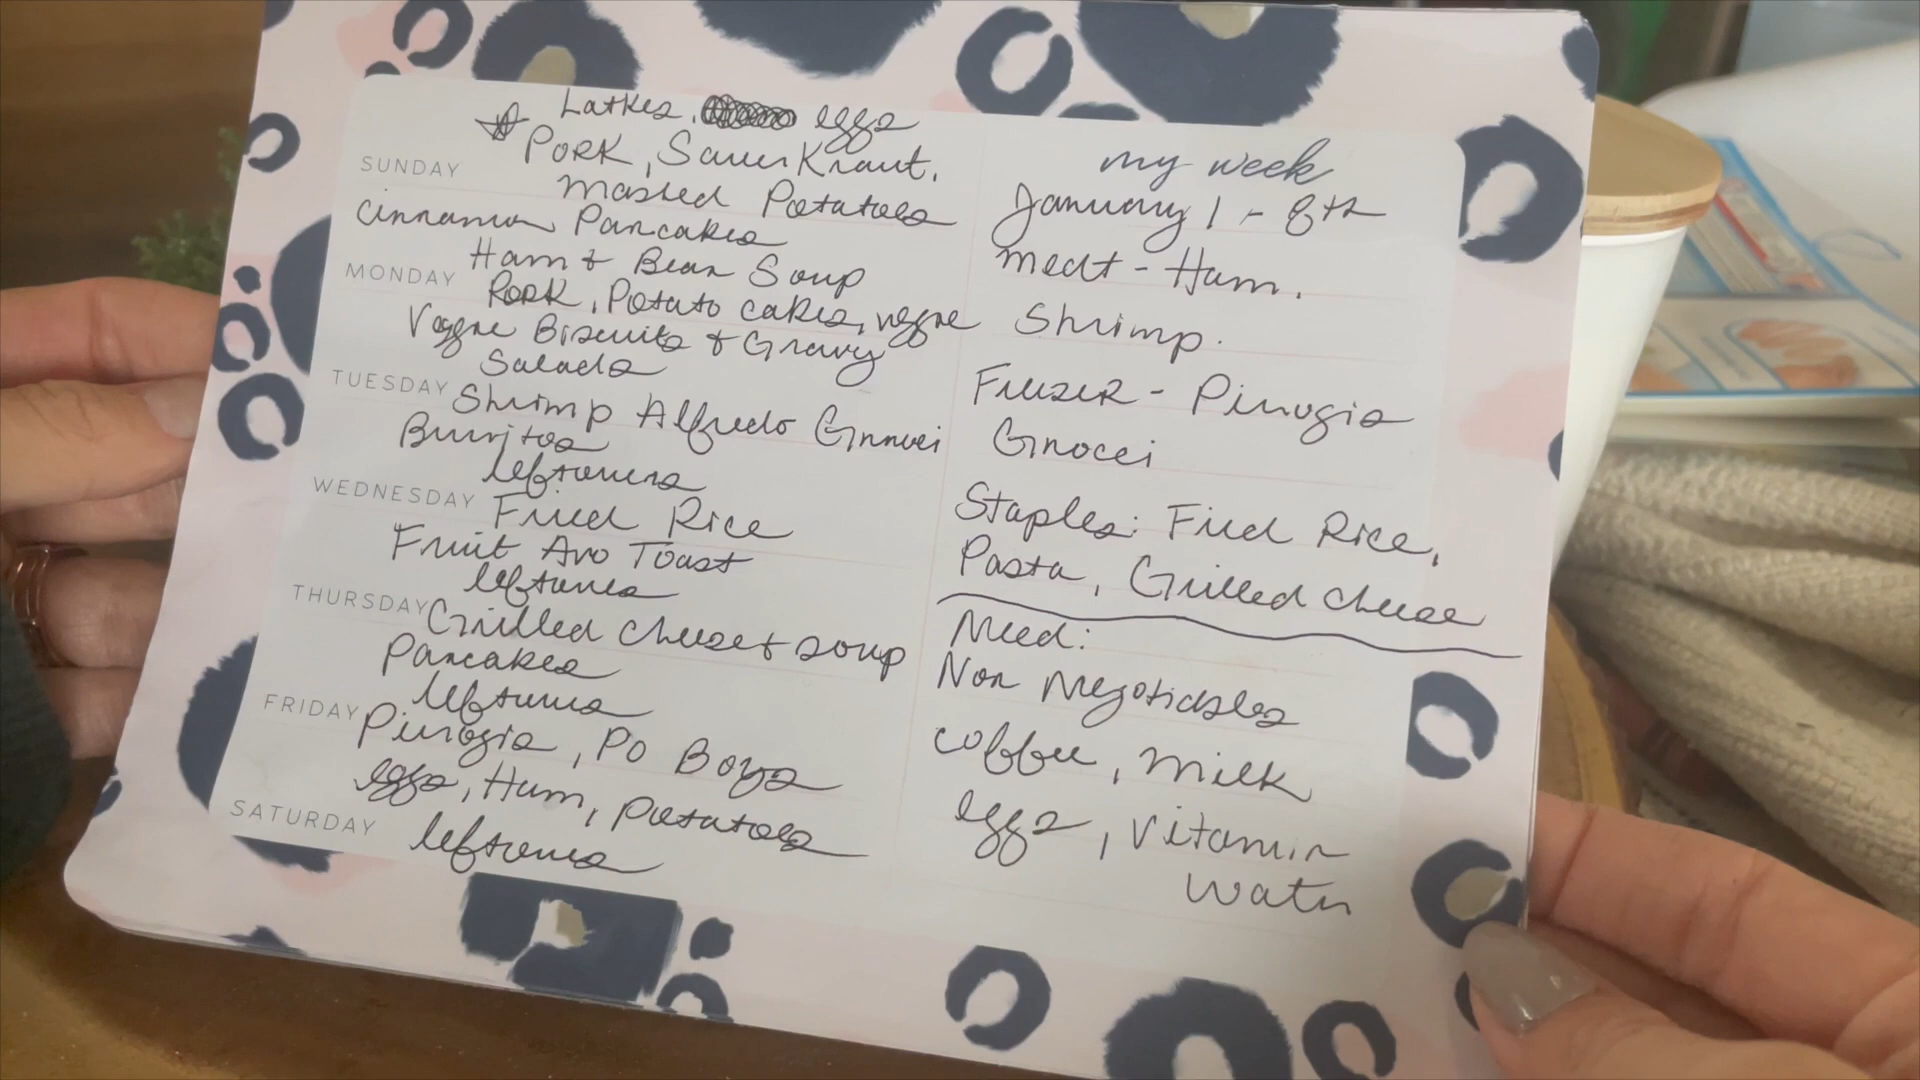 Latkes, eggs
Pork, SauerKraut,
SUNDAY
Mashed Potatoes
Cinnamon Pancakes
Ham & Bean Soup
MONDAY
Pork, Potato cakes, veggie
Veggie Biscuits & Gravy
Salads
TUESDAY
Shrimp Alfredo Gnnoci
Burritos
leftovers
WEDNESDAY
Fried Rice
Fruit Avo Toast
leftovers
THURSDAY
Grilled cheese & soup
Pancakes
leftovers
FRIDAY
Pierogies, Po Boys
eggs, Ham, potatoes
SATURDAY
leftovers
my week
January 1 - 8th
Meat - Ham,
Shrimp.
Freezer - Pierogies
Gnocci
Staples: Fried Rice,
Pasta, Grilled cheese
Need:
Non Negotiables
coffee, milk
eggs, Vitamin
Water